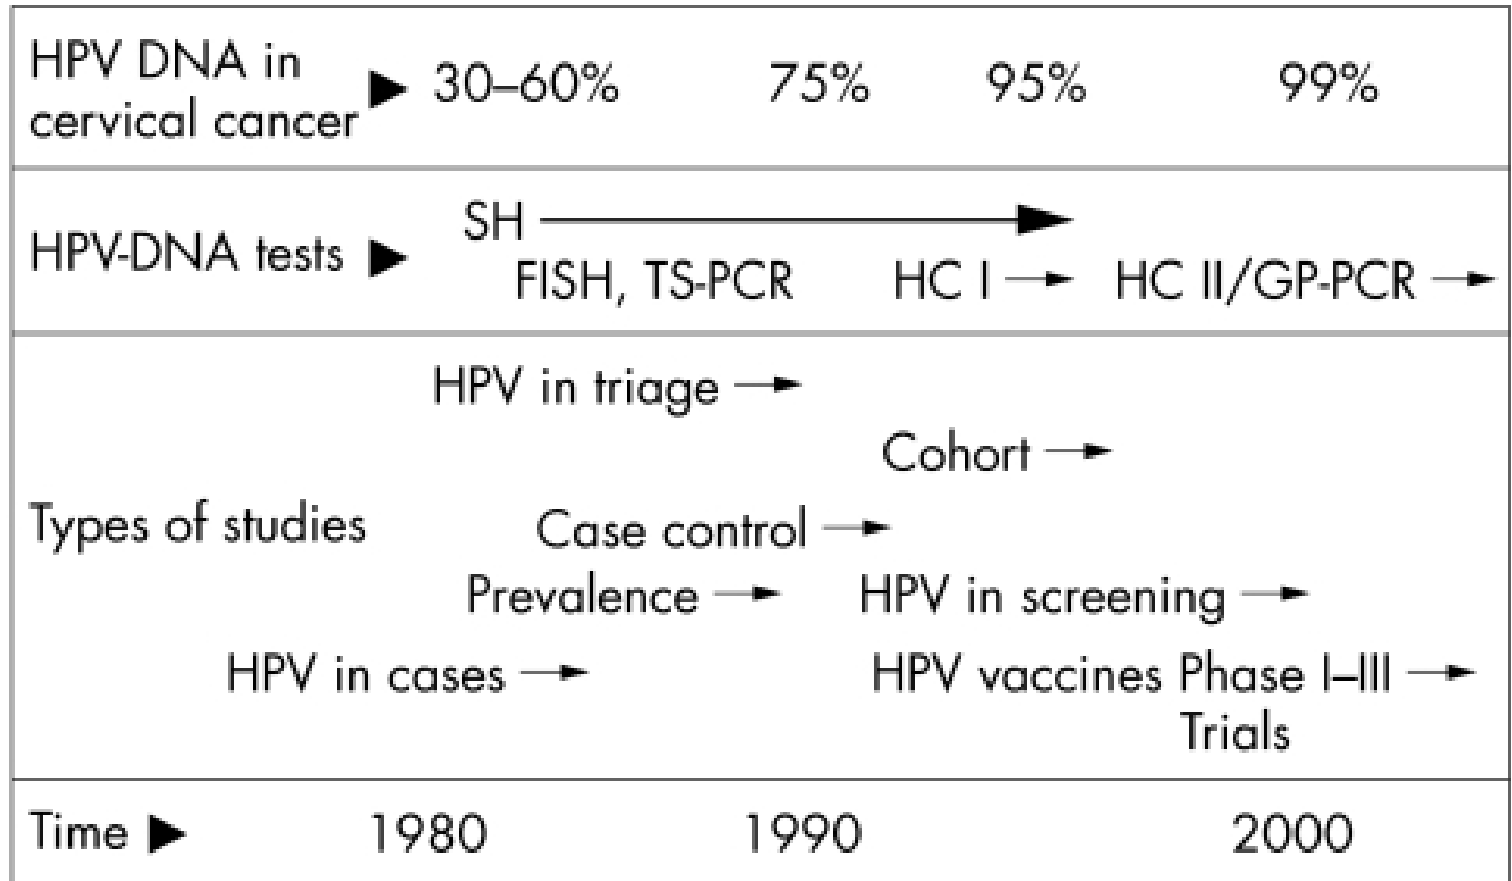 HPV DNA in
cervical cancer ▶ 30–60% 75% 95% 99%
HPV-DNA tests ▶
SH
FISH, TS-PCR HC I → HC II/GP-PCR →
Types of studies
HPV in triage →
Cohort →
Case control →
Prevalence → HPV in screening →
HPV in cases → HPV vaccines Phase I–III →
Trials
Time ▶ 1980 1990 2000